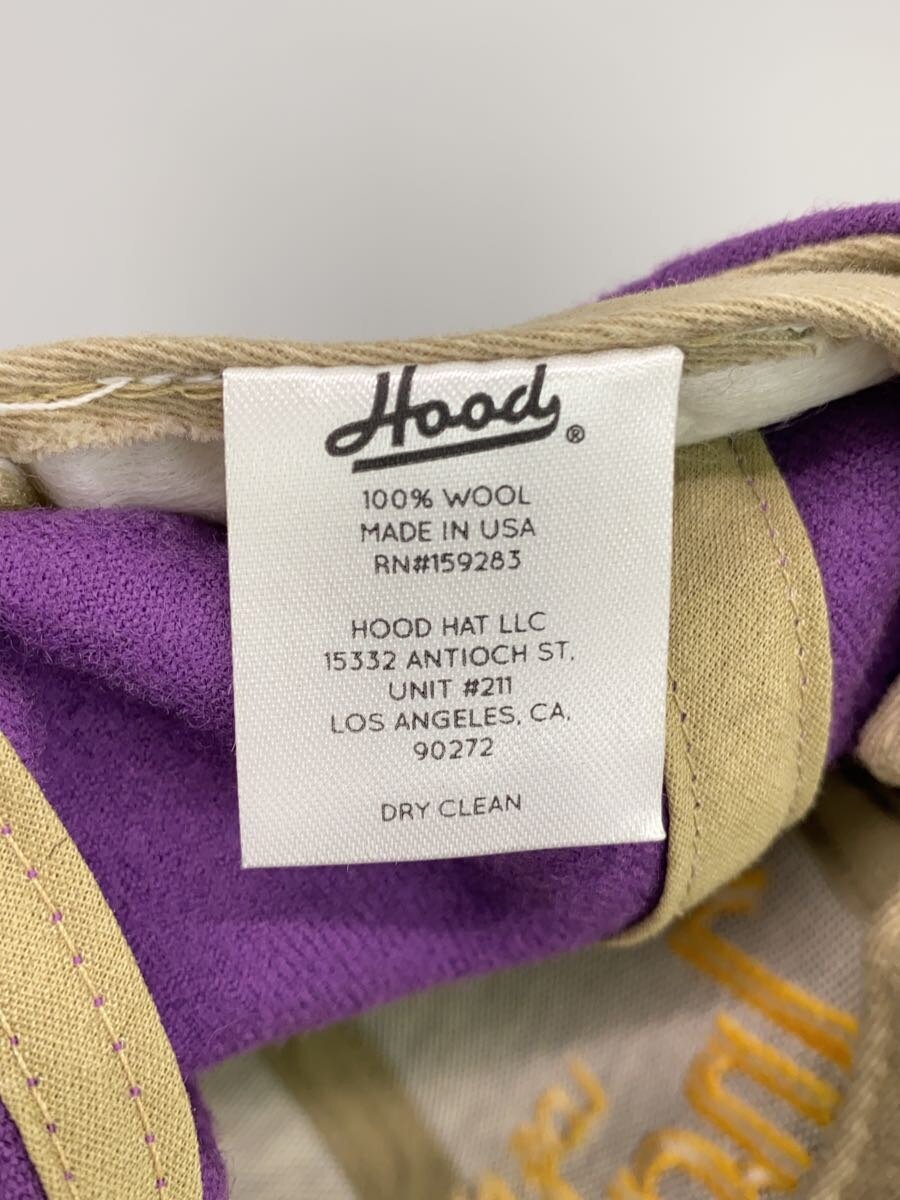 Hood®
100% WOOL
MADE IN USA
RN#159283
HOOD HAT LLC
15332 ANTIOCH ST.
UNIT #211
LOS ANGELES, CA,
90272
DRY CLEAN